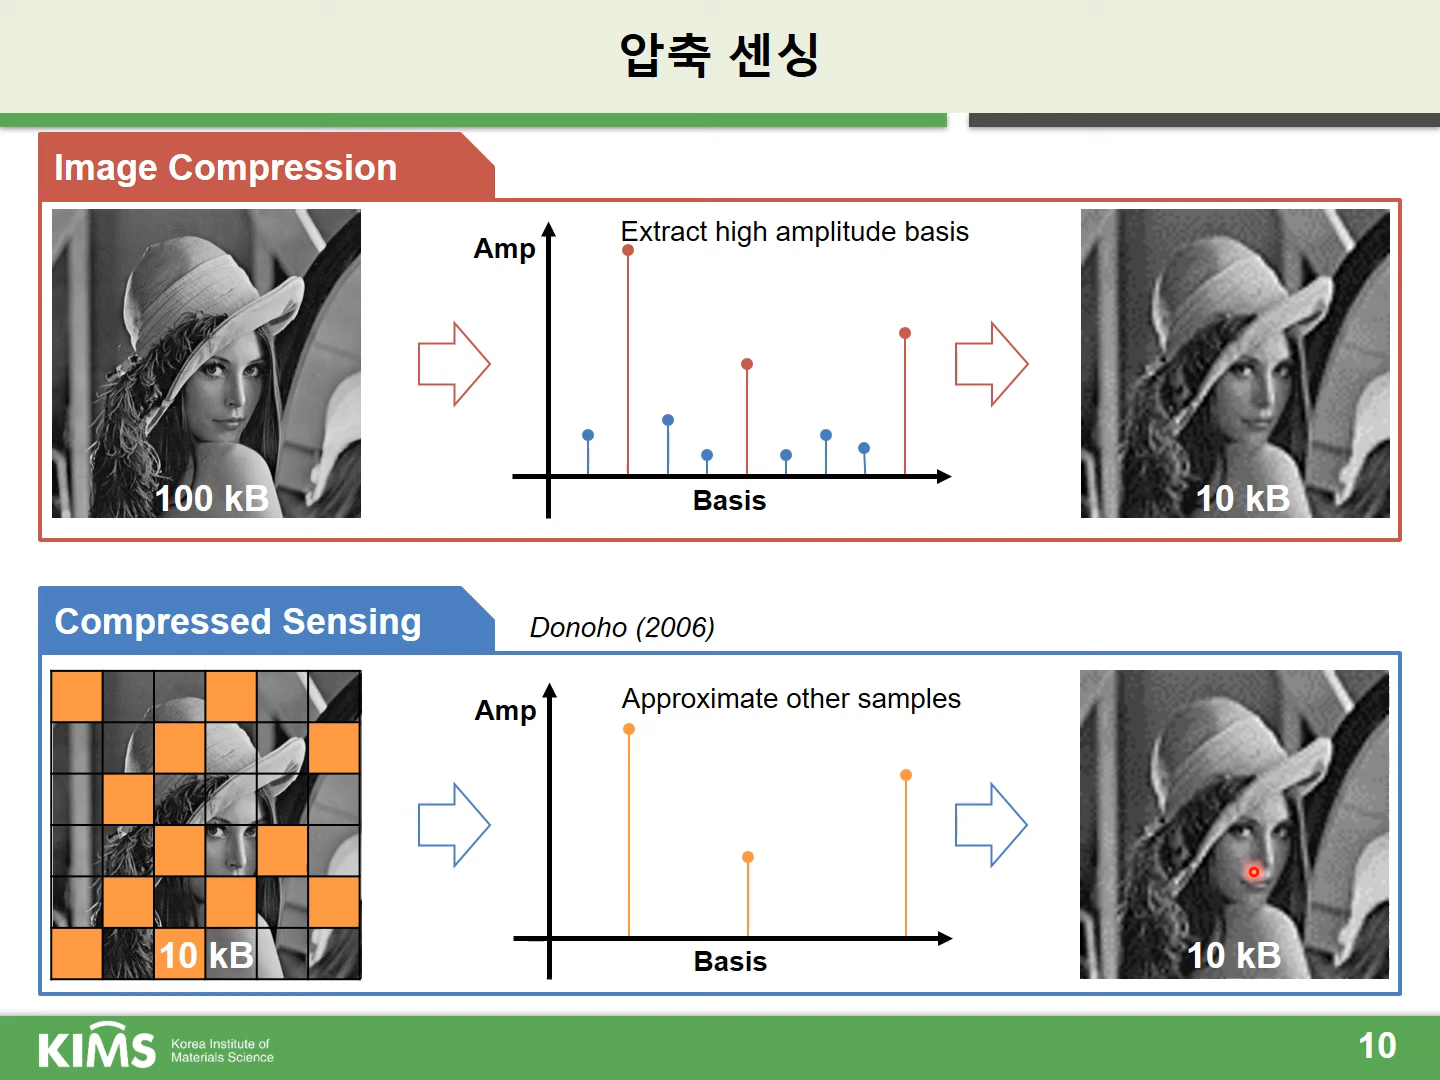 압축 센싱
Image Compression
Extract high amplitude basis
Amp
100 kB
Basis
10 kB
Compressed Sensing
Donoho (2006)
Approximate other samples
Amp
10 kB
Basis
10 kB
KIMS
Korea Institute of
Materials Science
10